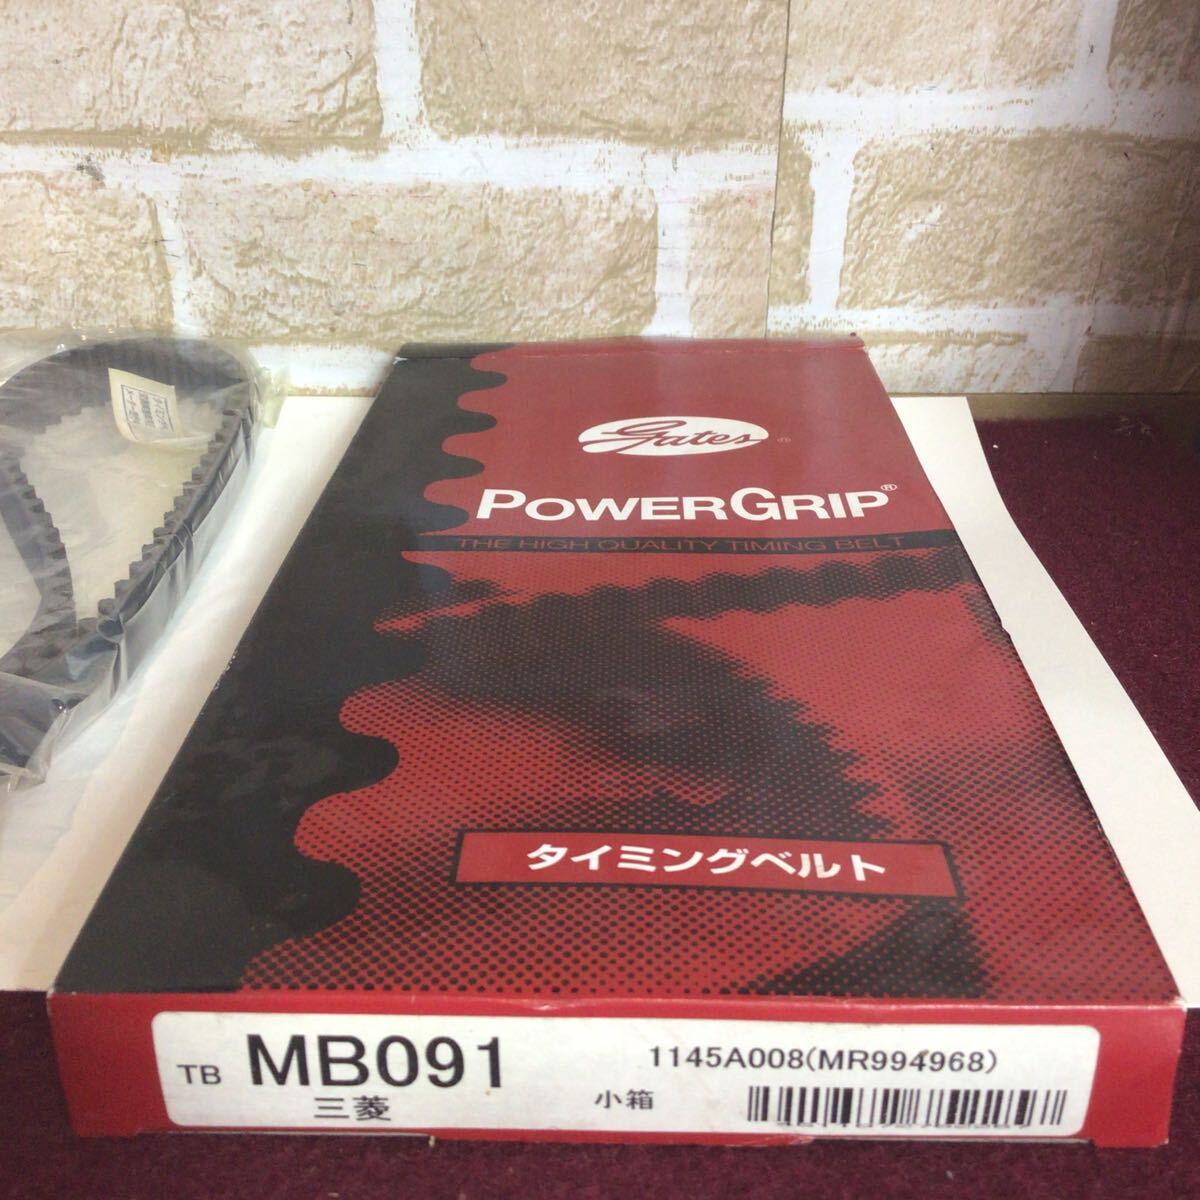 Gates®
POWERGRIP®
THE HIGH QUALITY TIMING BELT
タイミングベルト
TB MB091
三菱
1145A008(MR994968)
小箱